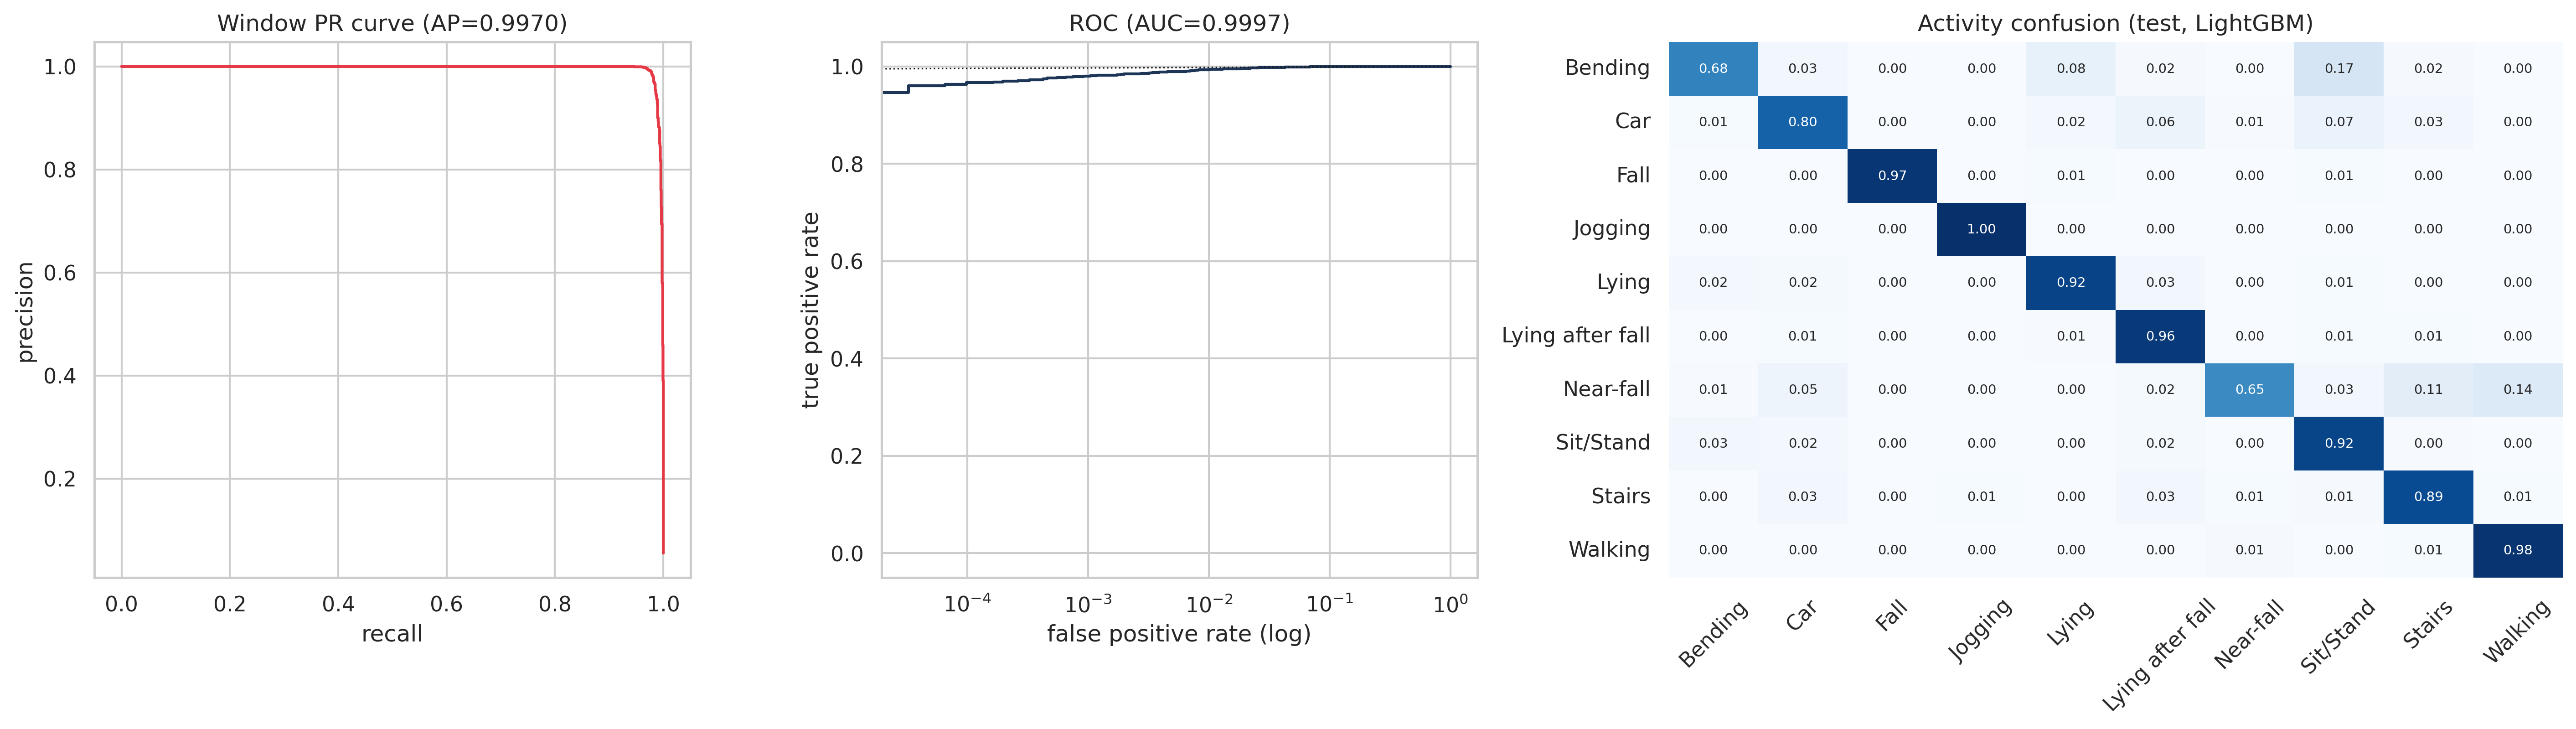 Window PR curve (AP=0.9970)
1.0
0.8
0.6
0.4
0.2
precision
0.0 0.2 0.4 0.6 0.8 1.0
recall
ROC (AUC=0.9997)
1.0
0.8
0.6
0.4
0.2
0.0
true positive rate
10⁻⁴ 10⁻³ 10⁻² 10⁻¹ 10⁰
false positive rate (log)
Activity confusion (test, LightGBM)
Bending 0.68 0.03 0.00 0.00 0.08 0.02 0.00 0.17 0.02 0.00
Car 0.01 0.80 0.00 0.00 0.02 0.06 0.01 0.07 0.03 0.00
Fall 0.00 0.00 0.97 0.00 0.01 0.00 0.00 0.01 0.00 0.00
Jogging 0.00 0.00 0.00 1.00 0.00 0.00 0.00 0.00 0.00 0.00
Lying 0.02 0.02 0.00 0.00 0.92 0.03 0.00 0.01 0.00 0.00
Lying after fall 0.00 0.01 0.00 0.00 0.01 0.96 0.00 0.01 0.01 0.00
Near-fall 0.01 0.05 0.00 0.00 0.00 0.02 0.65 0.03 0.11 0.14
Sit/Stand 0.03 0.02 0.00 0.00 0.00 0.02 0.00 0.92 0.00 0.00
Stairs 0.00 0.03 0.00 0.01 0.00 0.03 0.01 0.01 0.89 0.01
Walking 0.00 0.00 0.00 0.00 0.00 0.00 0.01 0.00 0.01 0.98
Bending Car Fall Jogging Lying Lying after fall Near-fall Sit/Stand Stairs Walking